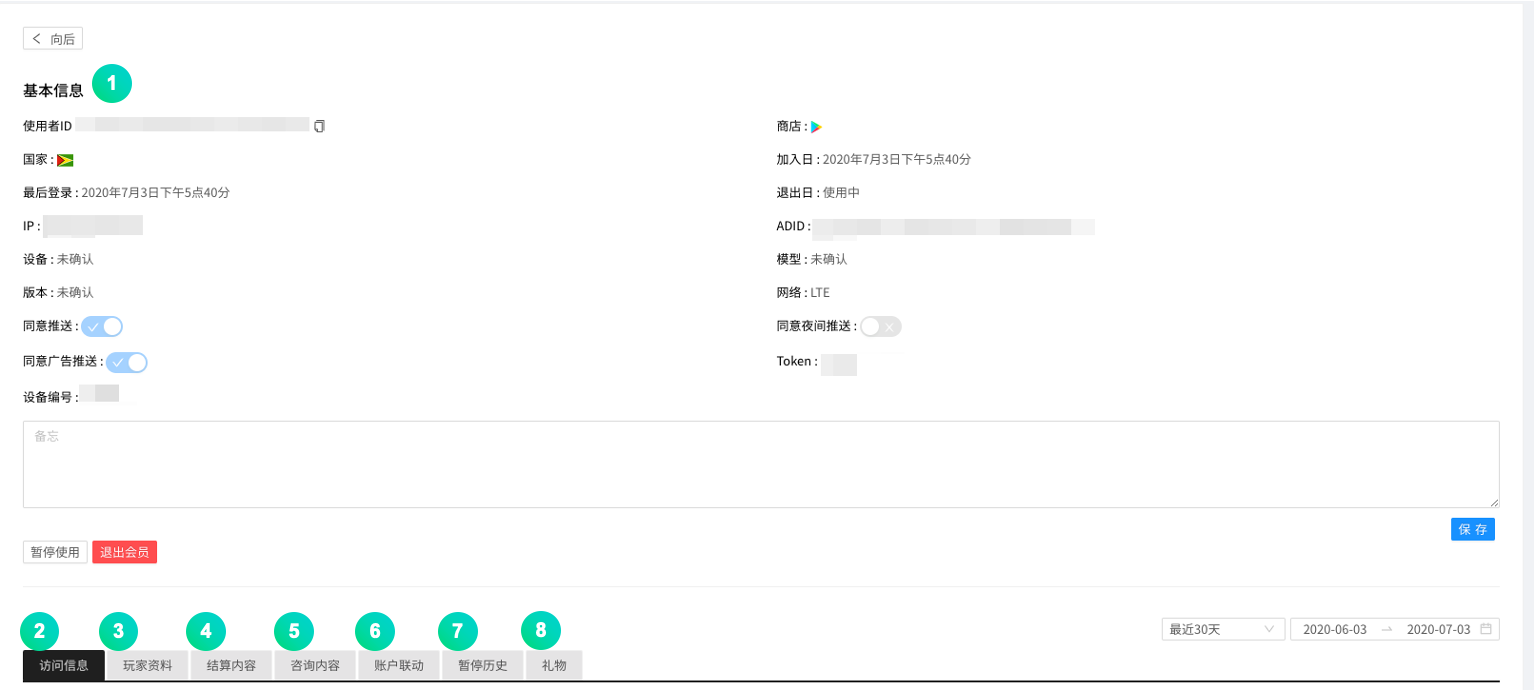 向后
基本信息 1
使用者ID
商店 :
国家 :
加入日 : 2020年7月3日下午5点40分
最后登录 : 2020年7月3日下午5点40分
退出日 : 使用中
IP :
ADID :
设备 : 未确认
模型 : 未确认
版本 : 未确认
网络 : LTE
同意推送 :
同意夜间推送 :
同意广告推送 :
Token :
设备编号 :
备忘
保 存
暂停使用 退出会员
2 3 4 5 6 7 8
最近30天 2020-06-03 → 2020-07-03
访问信息 玩家资料 结算内容 咨询内容 账户联动 暂停历史 礼物